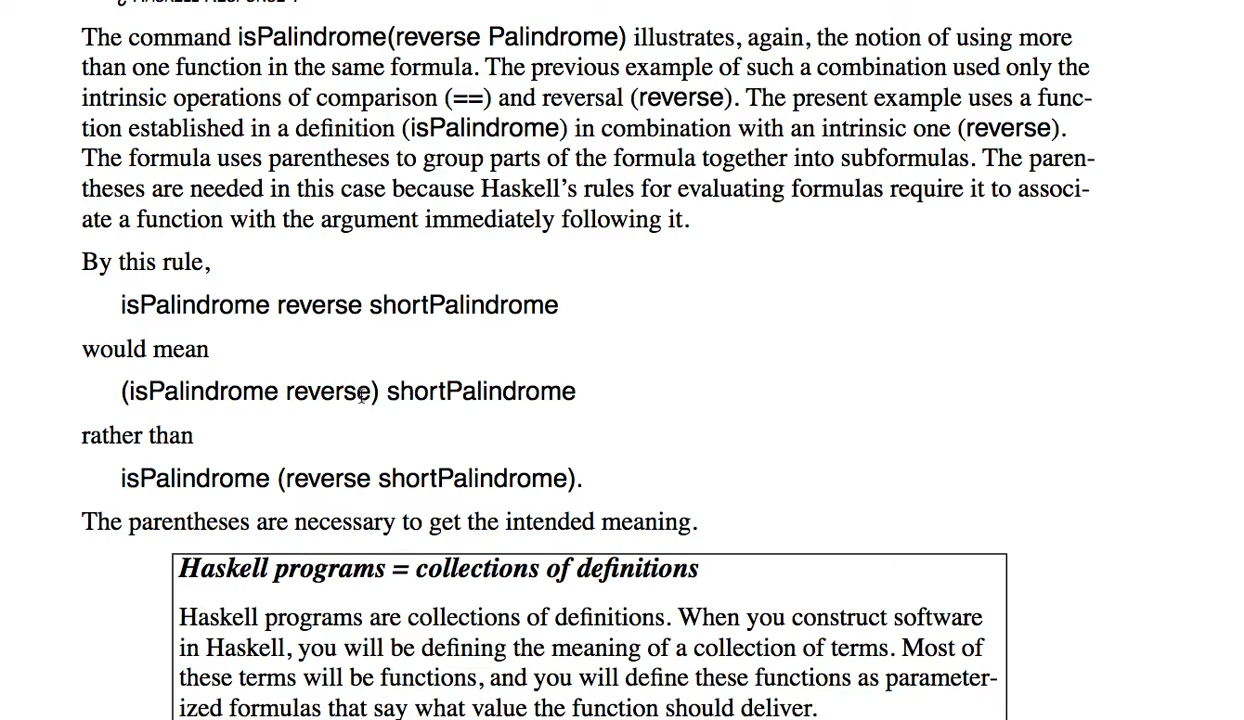 The command isPalindrome(reverse Palindrome) illustrates, again, the notion of using more
than one function in the same formula. The previous example of such a combination used only the
intrinsic operations of comparison (==) and reversal (reverse). The present example uses a func-
tion established in a definition (isPalindrome) in combination with an intrinsic one (reverse).
The formula uses parentheses to group parts of the formula together into subformulas. The paren-
theses are needed in this case because Haskell's rules for evaluating formulas require it to associ-
ate a function with the argument immediately following it.
By this rule,
isPalindrome reverse shortPalindrome
would mean
(isPalindrome reverse) shortPalindrome
rather than
isPalindrome (reverse shortPalindrome).
The parentheses are necessary to get the intended meaning.
Haskell programs = collections of definitions
Haskell programs are collections of definitions. When you construct software
in Haskell, you will be defining the meaning of a collection of terms. Most of
these terms will be functions, and you will define these functions as parameter-
ized formulas that say what value the function should deliver.